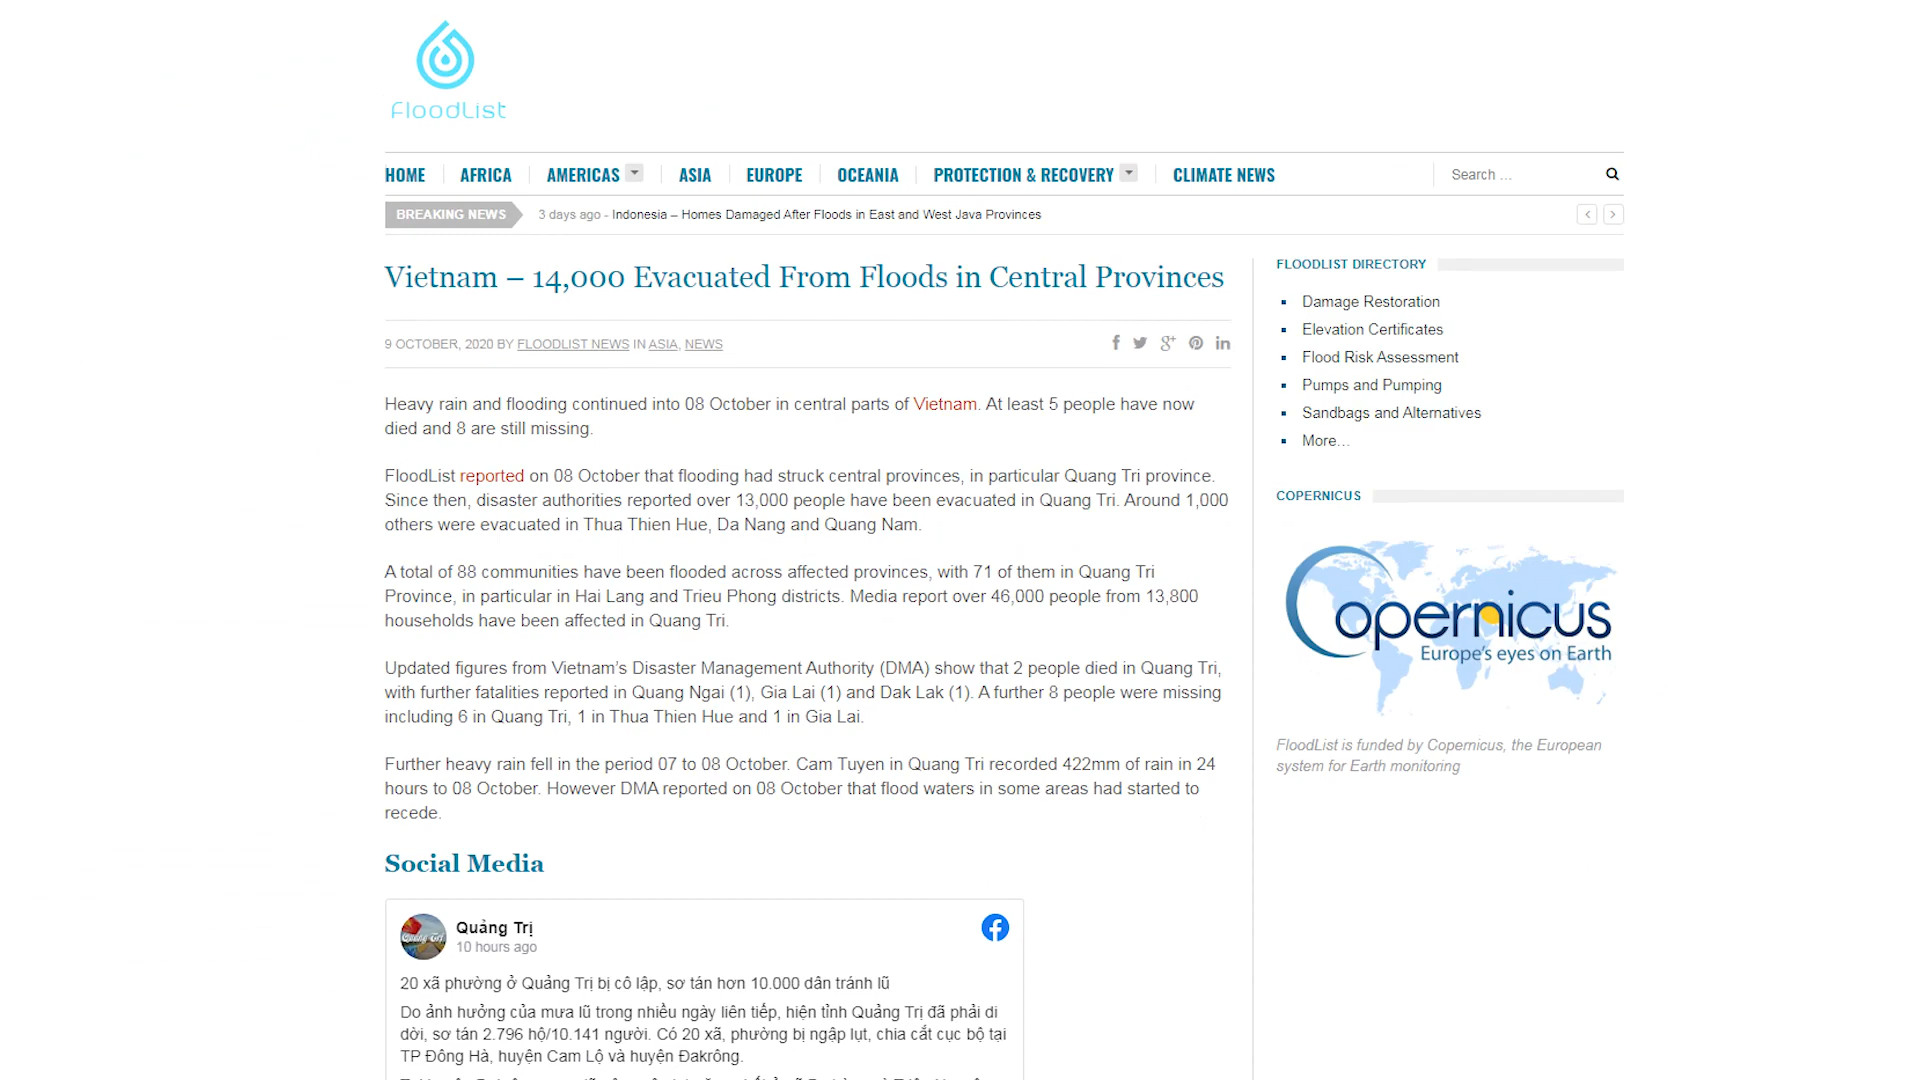 FloodList
HOME
AFRICA
AMERICAS
ASIA
EUROPE
OCEANIA
PROTECTION & RECOVERY
CLIMATE NEWS
Search ...
BREAKING NEWS
3 days ago - Indonesia – Homes Damaged After Floods in East and West Java Provinces
Vietnam – 14,000 Evacuated From Floods in Central Provinces
9 OCTOBER, 2020 BY FLOODLIST NEWS IN ASIA, NEWS
Heavy rain and flooding continued into 08 October in central parts of Vietnam. At least 5 people have now
died and 8 are still missing.
FloodList reported on 08 October that flooding had struck central provinces, in particular Quang Tri province.
Since then, disaster authorities reported over 13,000 people have been evacuated in Quang Tri. Around 1,000
others were evacuated in Thua Thien Hue, Da Nang and Quang Nam.
A total of 88 communities have been flooded across affected provinces, with 71 of them in Quang Tri
Province, in particular in Hai Lang and Trieu Phong districts. Media report over 46,000 people from 13,800
households have been affected in Quang Tri.
Updated figures from Vietnam's Disaster Management Authority (DMA) show that 2 people died in Quang Tri,
with further fatalities reported in Quang Ngai (1), Gia Lai (1) and Dak Lak (1). A further 8 people were missing
including 6 in Quang Tri, 1 in Thua Thien Hue and 1 in Gia Lai.
Further heavy rain fell in the period 07 to 08 October. Cam Tuyen in Quang Tri recorded 422mm of rain in 24
hours to 08 October. However DMA reported on 08 October that flood waters in some areas had started to
recede.
Social Media
Quảng Trị
10 hours ago
20 xã phường ở Quảng Trị bị cô lập, sơ tán hơn 10.000 dân tránh lũ
Do ảnh hưởng của mưa lũ trong nhiều ngày liên tiếp, hiện tỉnh Quảng Trị đã phải di
dời, sơ tán 2.796 hộ/10.141 người. Có 20 xã, phường bị ngập lụt, chia cắt cục bộ tại
TP Đông Hà, huyện Cam Lộ và huyện Đakrông.
FLOODLIST DIRECTORY
Damage Restoration
Elevation Certificates
Flood Risk Assessment
Pumps and Pumping
Sandbags and Alternatives
More...
COPERNICUS
Copernicus
Europe's eyes on Earth
FloodList is funded by Copernicus, the European
system for Earth monitoring